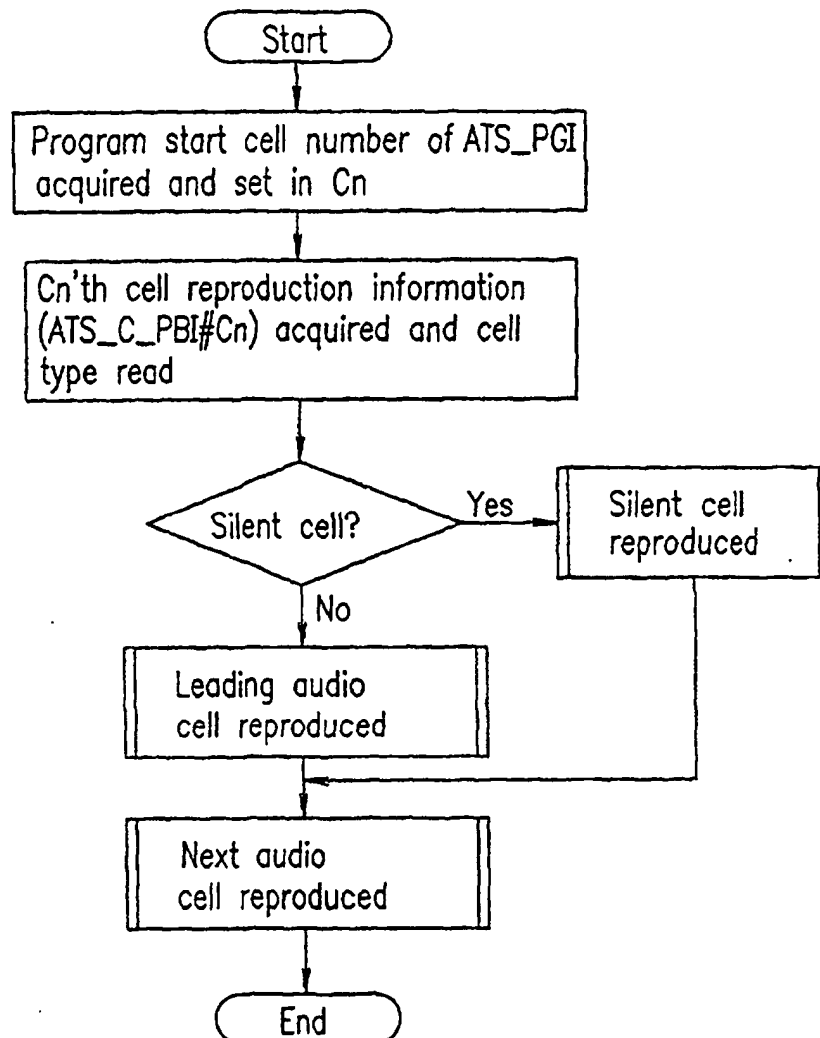 Start
Program start cell number of ATS_PGI
acquired and set in Cn
Cn'th cell reproduction information
(ATS_C_PBI#Cn) acquired and cell
type read
Silent cell?
Yes
Silent cell
reproduced
No
Leading audio
cell reproduced
Next audio
cell reproduced
End